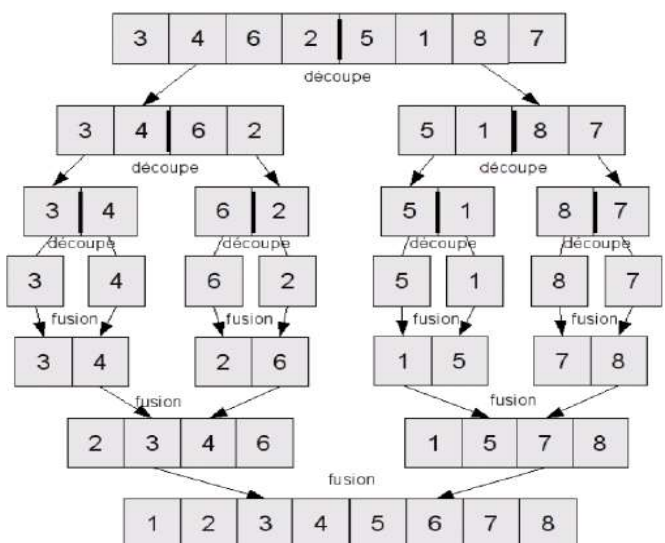 3 4 6 2 5 1 8 7
découpe
3 4 6 2 5 1 8 7
découpe découpe
3 4 6 2 5 1 8 7
découpe découpe découpe découpe
3 4 6 2 5 1 8 7
fusion fusion fusion fusion
3 4 2 6 1 5 7 8
fusion fusion
2 3 4 6 1 5 7 8
fusion
1 2 3 4 5 6 7 8